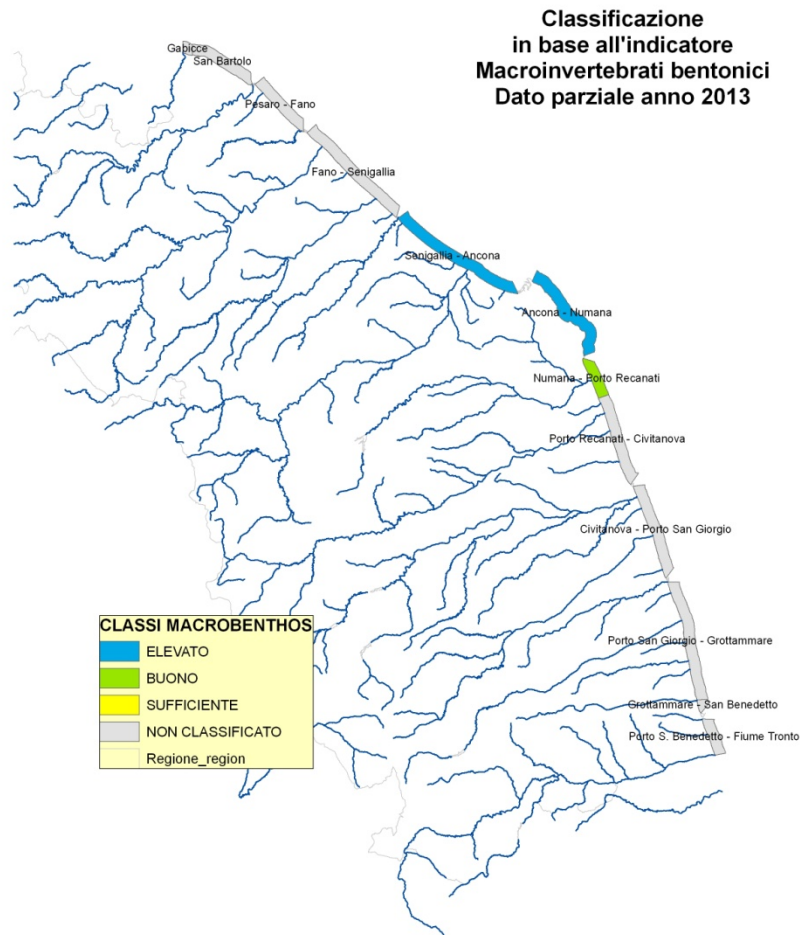 Classificazione
in base all'indicatore
Macroinvertebrati bentonici
Dato parziale anno 2013
Gabicce
San Bartolo
Pesaro - Fano
Fano - Senigallia
Senigallia - Ancona
Ancona - Numana
Numana - Porto Recanati
Porto Recanati - Civitanova
Civitanova - Porto San Giorgio
Porto San Giorgio - Grottammare
Grottammare - San Benedetto
Porto S. Benedetto - Fiume Tronto
CLASSI MACROBENTHOS
ELEVATO
BUONO
SUFFICIENTE
NON CLASSIFICATO
Regione_region